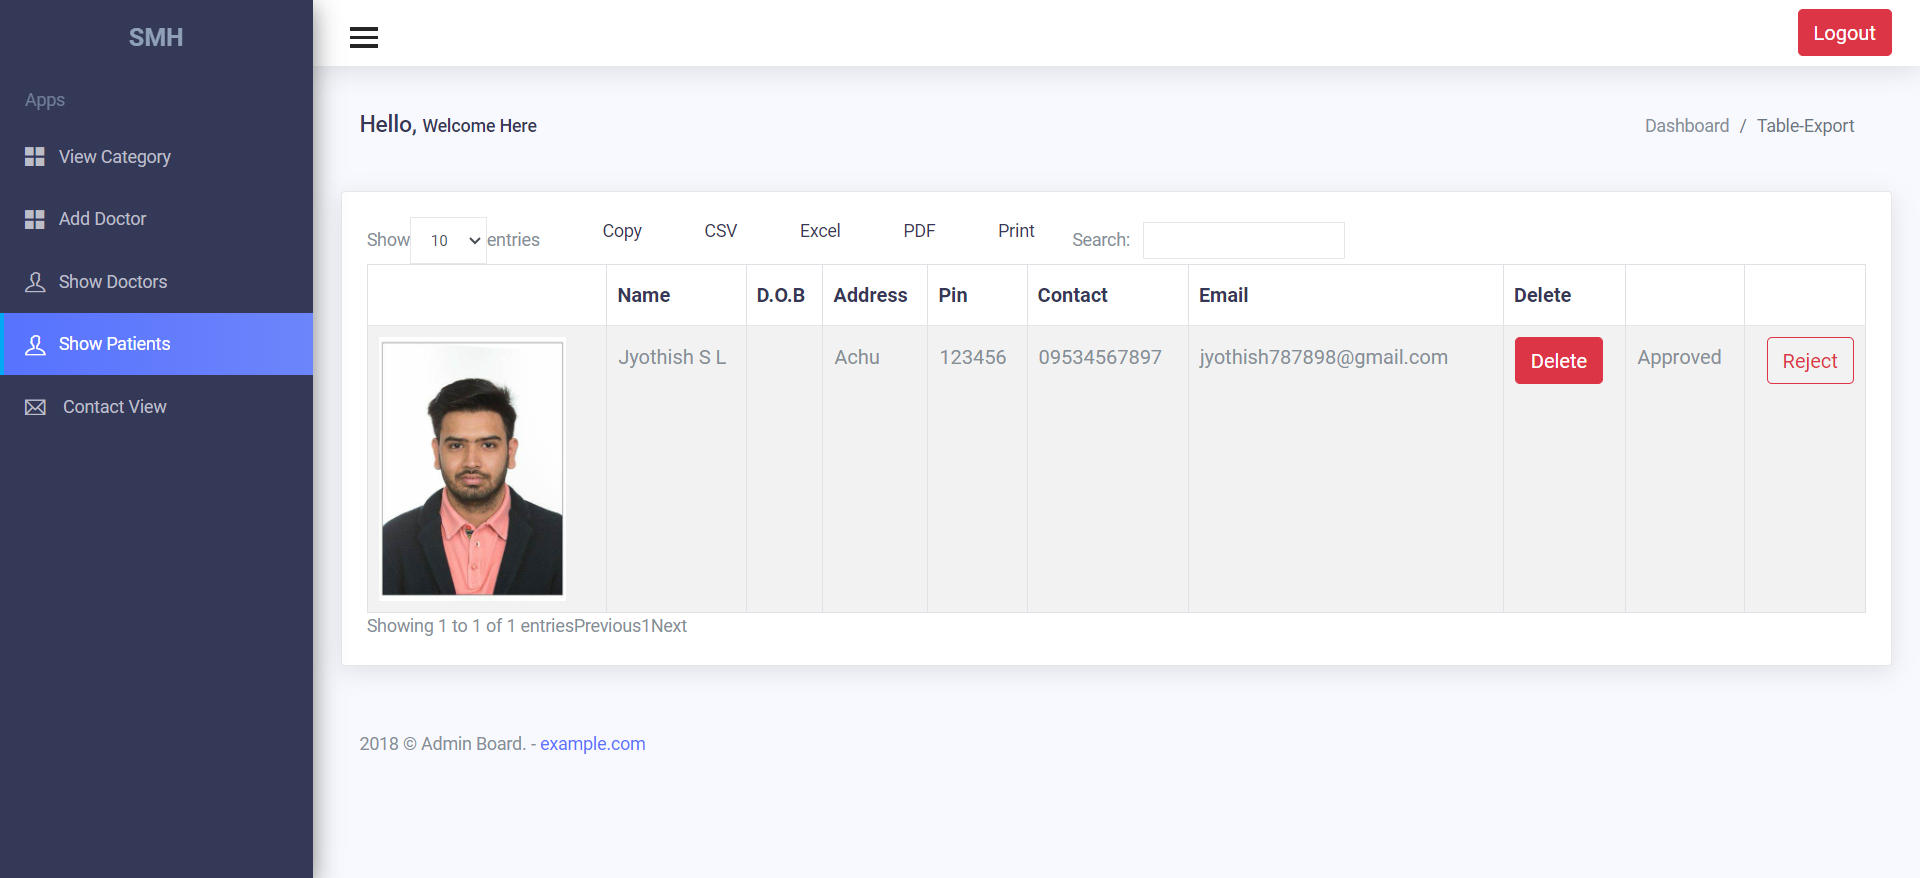 SMH
Logout
Apps
Hello, Welcome Here
Dashboard / Table-Export
View Category
Add Doctor
Show Doctors
Show Patients
Contact View
Show 10 entries Copy CSV Excel PDF Print Search:
Name D.O.B Address Pin Contact Email Delete
Jyothish S L Achu 123456 09534567897 jyothish787898@gmail.com Delete Approved Reject
Showing 1 to 1 of 1 entriesPrevious1Next
2018 © Admin Board. - example.com